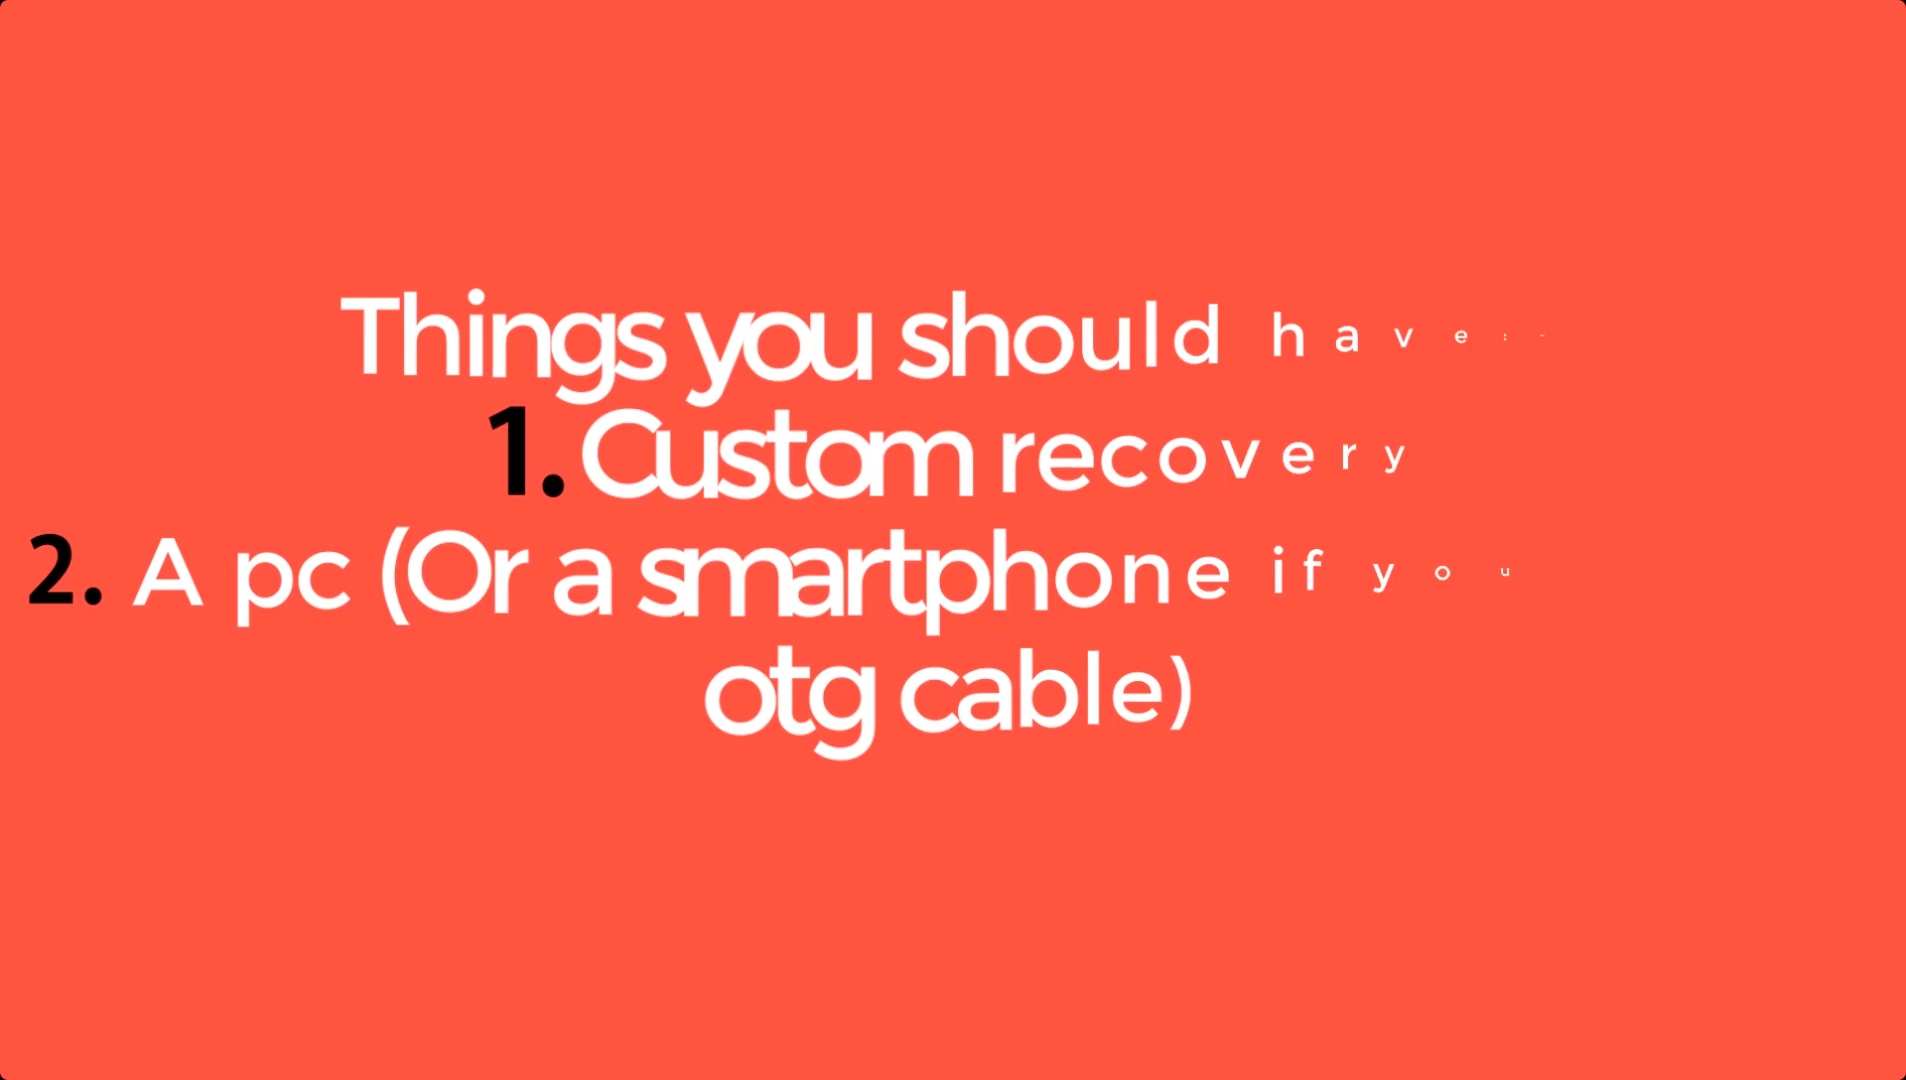 Things you should have:-
1. Custom recovery
2. A pc (Or a smartphone if you
otg cable)